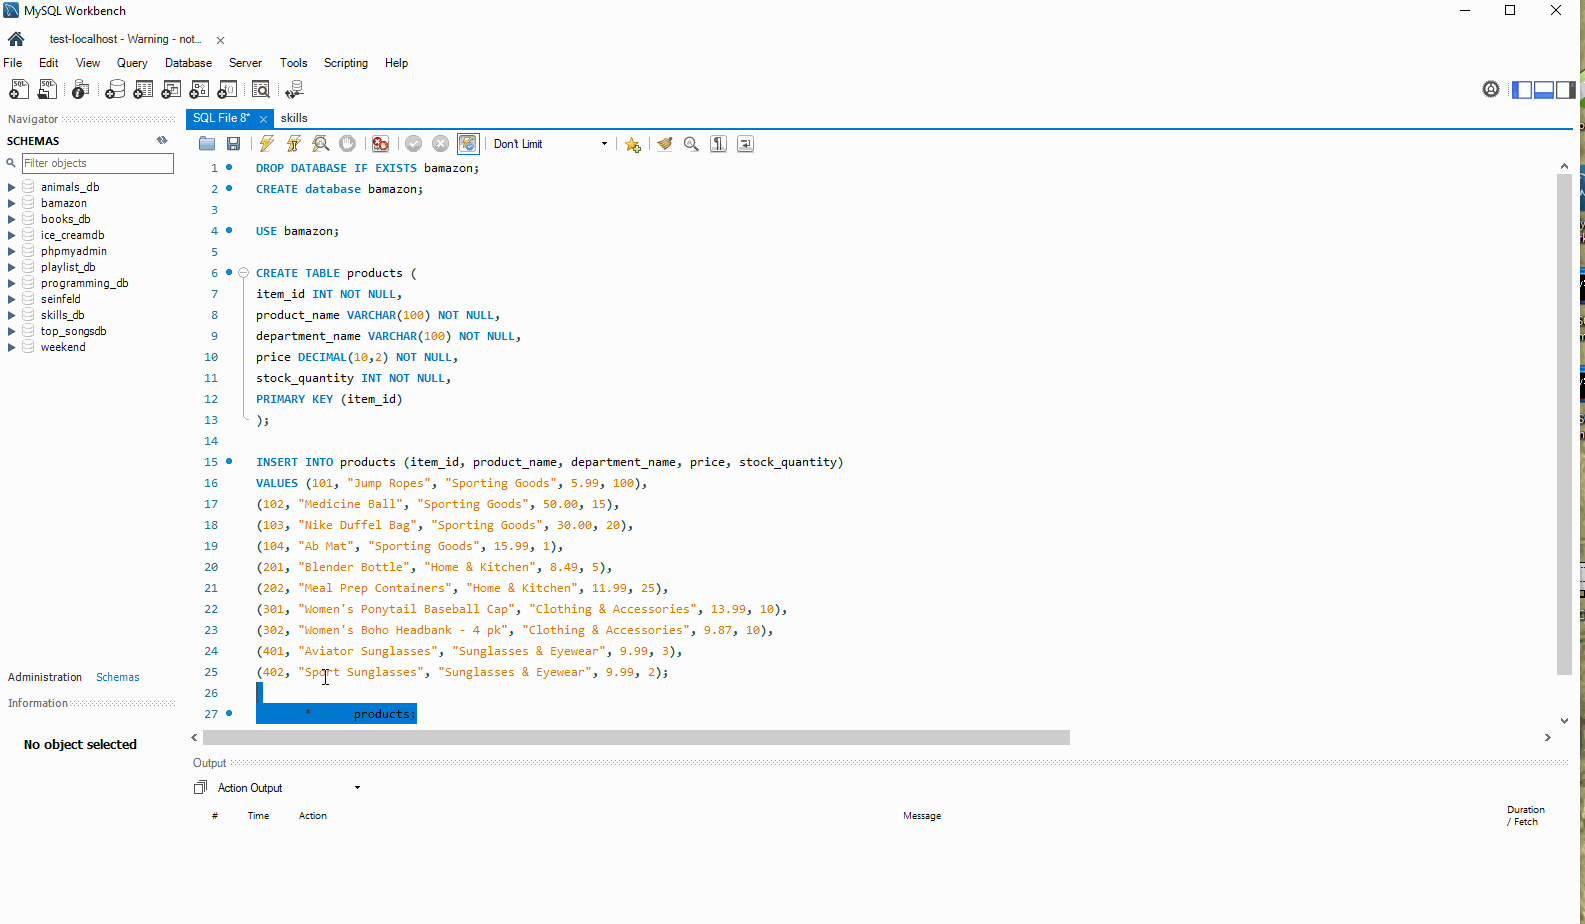 MySQL Workbench
test-localhost - Warning - not...
File Edit View Query Database Server Tools Scripting Help
Navigator
SCHEMAS
Filter objects
animals_db
bamazon
books_db
ice_creamdb
phpmyadmin
playlist_db
programming_db
seinfeld
skills_db
top_songsdb
weekend
Administration Schemas
Information
No object selected
SQL File 8* skills
Don't Limit
1 DROP DATABASE IF EXISTS bamazon;
2 CREATE database bamazon;
3
4 USE bamazon;
5
6 CREATE TABLE products (
7 item_id INT NOT NULL,
8 product_name VARCHAR(100) NOT NULL,
9 department_name VARCHAR(100) NOT NULL,
10 price DECIMAL(10,2) NOT NULL,
11 stock_quantity INT NOT NULL,
12 PRIMARY KEY (item_id)
13 );
14
15 INSERT INTO products (item_id, product_name, department_name, price, stock_quantity)
16 VALUES (101, "Jump Ropes", "Sporting Goods", 5.99, 100),
17 (102, "Medicine Ball", "Sporting Goods", 50.00, 15),
18 (103, "Nike Duffel Bag", "Sporting Goods", 30.00, 20),
19 (104, "Ab Mat", "Sporting Goods", 15.99, 1),
20 (201, "Blender Bottle", "Home & Kitchen", 8.49, 5),
21 (202, "Meal Prep Containers", "Home & Kitchen", 11.99, 25),
22 (301, "Women's Ponytail Baseball Cap", "Clothing & Accessories", 13.99, 10),
23 (302, "Women's Boho Headbank - 4 pk", "Clothing & Accessories", 9.87, 10),
24 (401, "Aviator Sunglasses", "Sunglasses & Eyewear", 9.99, 3),
25 (402, "Sport Sunglasses", "Sunglasses & Eyewear", 9.99, 2);
26
27 * products;
Output
Action Output
# Time Action Message Duration / Fetch